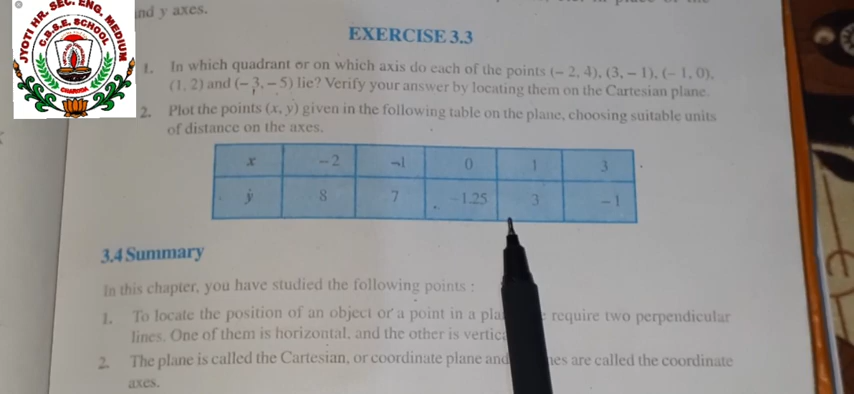 JYOTI HR. SEC. ENG. MEDIUM
C.B.S.E. SCHOOL
CHARODA
and y axes.
EXERCISE 3.3
1. In which quadrant or on which axis do each of the points (– 2, 4), (3, – 1), (– 1, 0),
(1, 2) and (– 3, – 5) lie? Verify your answer by locating them on the Cartesian plane.
2. Plot the points (x, y) given in the following table on the plane, choosing suitable units
of distance on the axes.
x –2 –1 0 1 3
y 8 7 –1.25 3 –1
3.4 Summary
In this chapter, you have studied the following points :
1. To locate the position of an object or a point in a require two perpendicular
lines. One of them is horizontal, and the other is
2. The plane is called the Cartesian, or coordinate plane and are called the coordinate
axes.